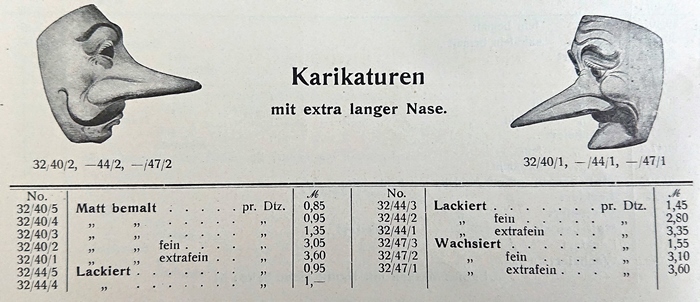 Karikaturen
mit extra langer Nase.
32/40/2, —44/2, —/47/2
32/40/1, —/44/1, —/47/1
No. ℳ
32/40/5 Matt bemalt . . . . . . pr. Dtz. 0,85
32/40/4 „ „ . . . . . . „ 0,95
32/40/3 „ „ . . . . . . „ 1,35
32/40/2 „ „ fein . . . . „ 3,05
32/40/1 „ „ extrafein . . . „ 3,60
32/44/5 Lackiert . . . . . . . . „ 0,95
32/44/4 „ . . . . . . . . „ 1,—
No. ℳ
32/44/3 Lackiert . . . . . . . pr. Dtz. 1,45
32/44/2 „ fein . . . . . „ 2,80
32/44/1 „ extrafein . . . . „ 3,35
32/47/3 Wachsiert . . . . . . . „ 1,55
32/47/2 „ fein . . . . „ 3,10
32/47/1 „ extrafein . . . „ 3,60